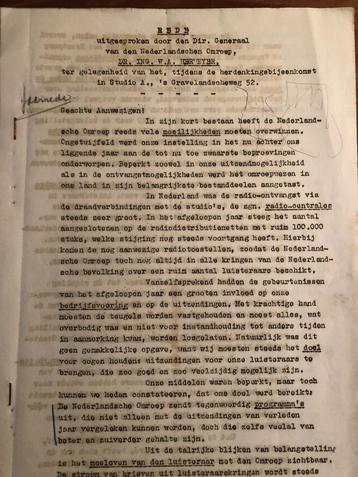 R E D E
uitgesproken door den Dir. Generaal
van den Nederlandschen Omroep,
DR. ING. W.A. HERWEYER,
ter gelegenheid van het, tijdens de herdenkingsbijeenkomst
in Studio A., 's Gravelandscheweg 52.
- - - - -
Geachte Aanwezigen!
In zijn kort bestaan heeft de Nederland-
sche Omroep reeds vele moeilijkheden moeten overwinnen.
Ongetwijfeld werd onze instelling in het nu achter ons
liggende jaar aan de tot nu toe zwaarste beproevingen
onderworpen. Beperkt zoowel in onze uitzendmogelijkheid
als in de ontvangstmogelijkheden werd het omroepwezen in
ons land in zijn belangrijkste bestanddeelen aangetast.
In Nederland was de radio-ontvangst via
de draadverbindingen met de studio's, de zgn. radio-centrales
steeds zeer groot. In het afgeloopen jaar steeg het aantal
aangeslotenen op de radiodistributienetten met ruim 100.000
stuks, welke stijging nog steeds voortgang heeft. Hierbij
komen de nog aanwezige radiotoestellen, zoodat de Nederland-
sche Omroep toch nog altijd in alle kringen van de Nederland-
sche bevolking over een ruim aantal luisteraars beschikt.
Vanzelfsprekend hadden de gebeurtenissen
van het afgeloopen jaar een grooten invloed op onze
bedrijfsvoering en op de uitzendingen. Met krachtige hand
moesten de teugels worden vastgehouden en moest alles, wat
overbodig was en niet voor instandhouding tot anders tijden
in aanmerking kwam, worden losgelaten. Natuurlijk was dit
geen gemakkelijke opgave, want wij moesten steeds het doel
voor oogen houden: uitzendingen voor onze luisteraars te
brengen, die zoo goed en zoo veelzijdig mogelijk zijn.
Onze middelen waren beperkt, maar toch
kunnen we heden constateeren, dat ons doel werd bereikt:
De Nederlandsche Omroep zendt tegenwoordig programma's
uit, die niet alleen met de uitzendingen van verleden
jaar vergeleken kunnen worden, doch die zelfs veelal van
beter en zuiverder gehalte zijn.
Uit de talrijke blijken van belangstelling
is het meeleven van den luisteraar met den Omroep zichtbaar.
De stroom van brieven uit luisteraarskringen werdt steeds